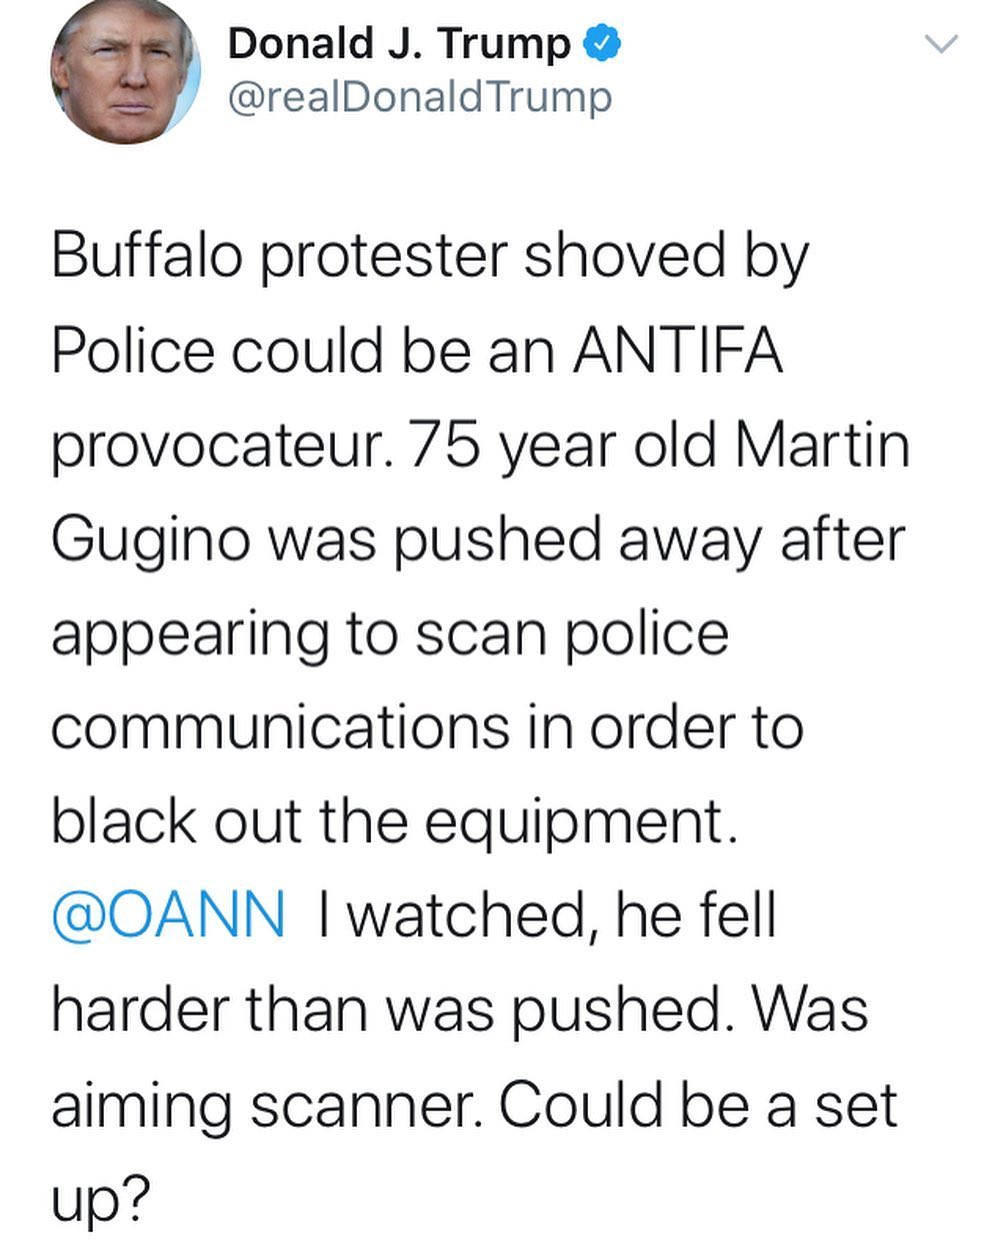 Donald J. Trump
@realDonaldTrump
Buffalo protester shoved by
Police could be an ANTIFA
provocateur. 75 year old Martin
Gugino was pushed away after
appearing to scan police
communications in order to
black out the equipment.
@OANN I watched, he fell
harder than was pushed. Was
aiming scanner. Could be a set
up?